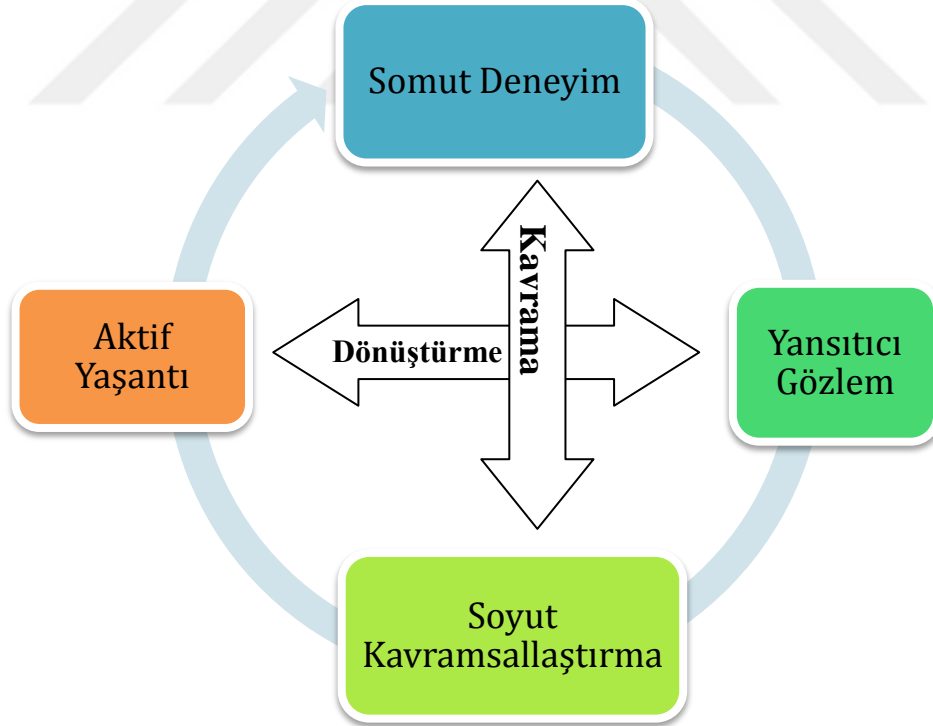 Somut Deneyim
Kavrama
Aktif
Yaşantı
Dönüştürme
Yansıtıcı
Gözlem
Soyut
Kavramsallaştırma